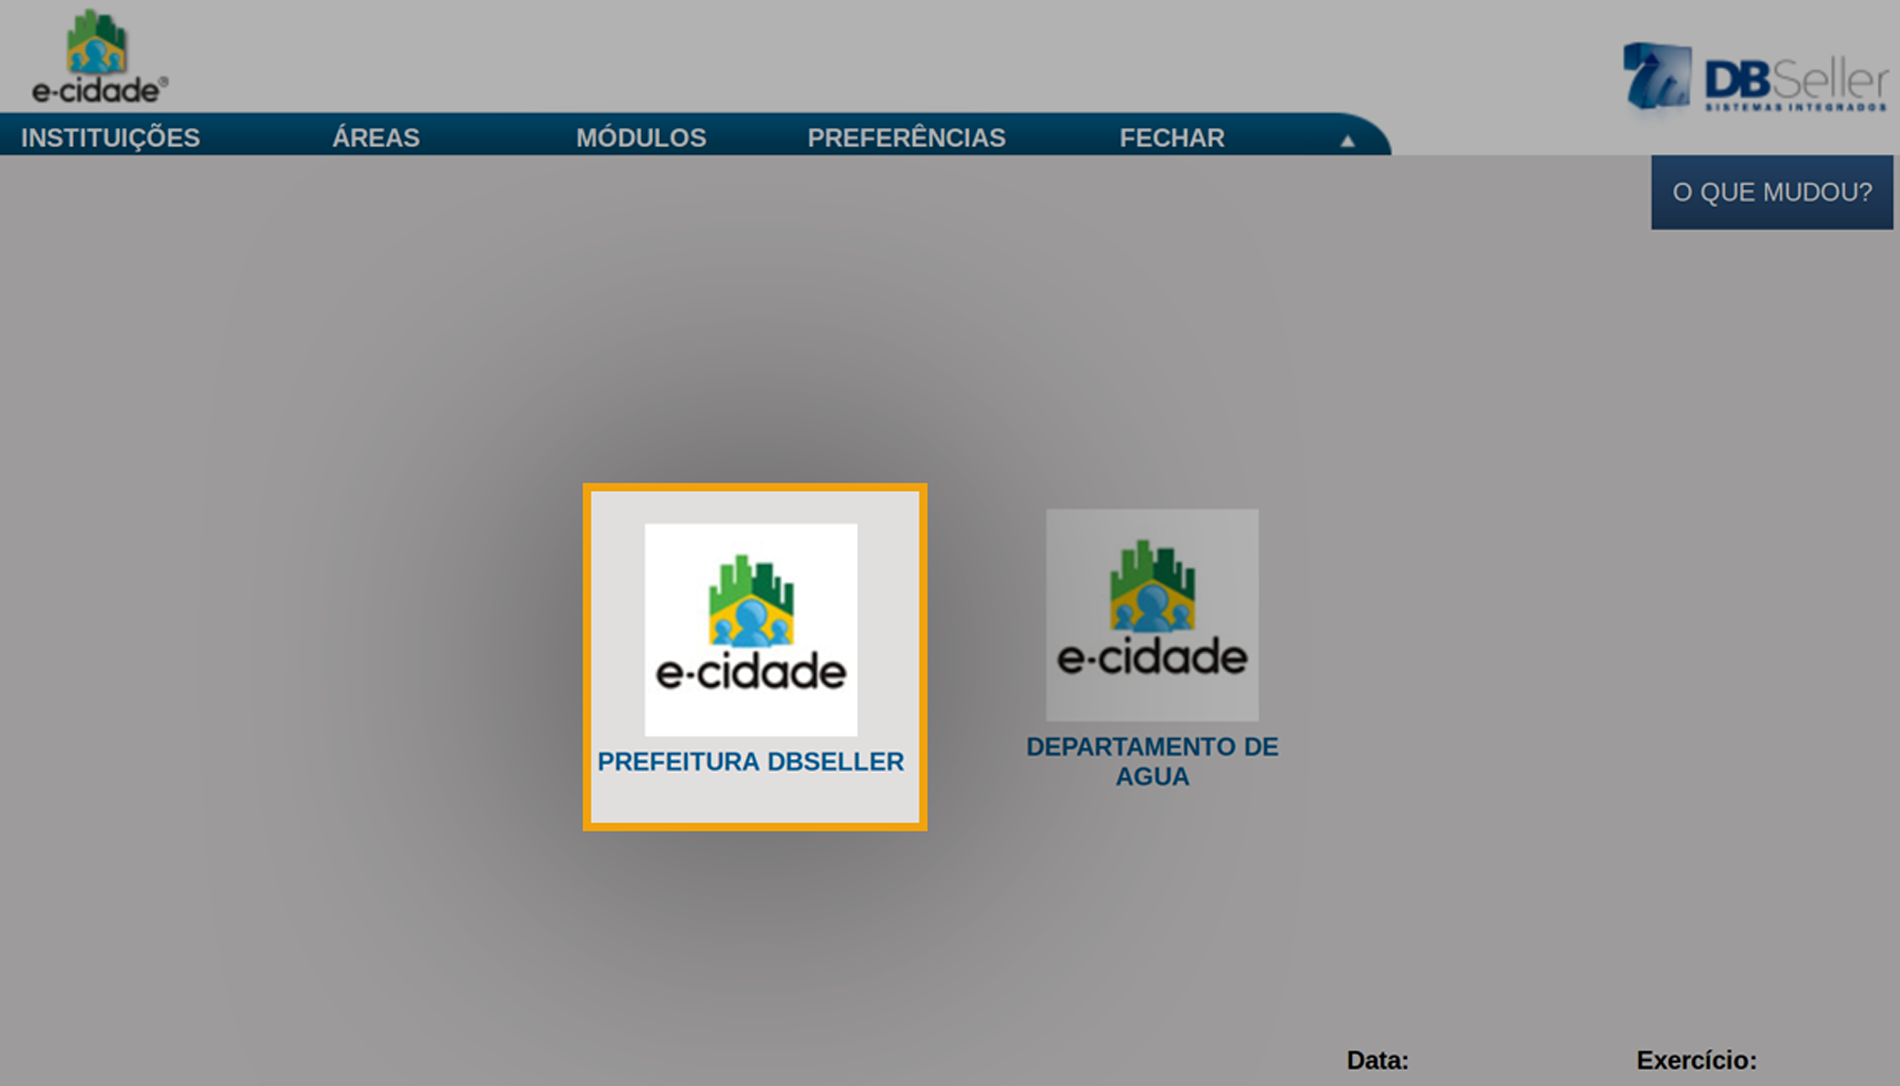 e-cidade®
DBSeller
SISTEMAS INTEGRADOS
INSTITUIÇÕES ÁREAS MÓDULOS PREFERÊNCIAS FECHAR ▲
O QUE MUDOU?
e-cidade
PREFEITURA DBSELLER
e-cidade
DEPARTAMENTO DE
AGUA
Data: Exercício: